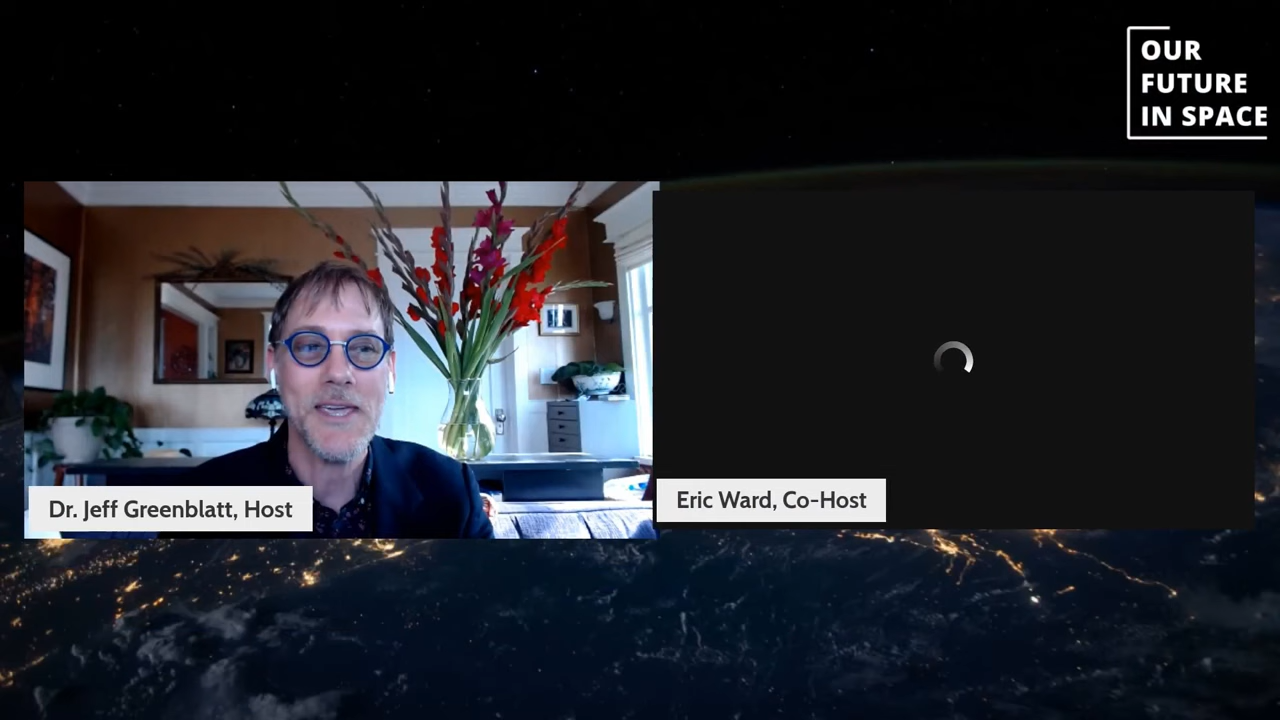 OUR
FUTURE
IN SPACE
Dr. Jeff Greenblatt, Host
Eric Ward, Co-Host